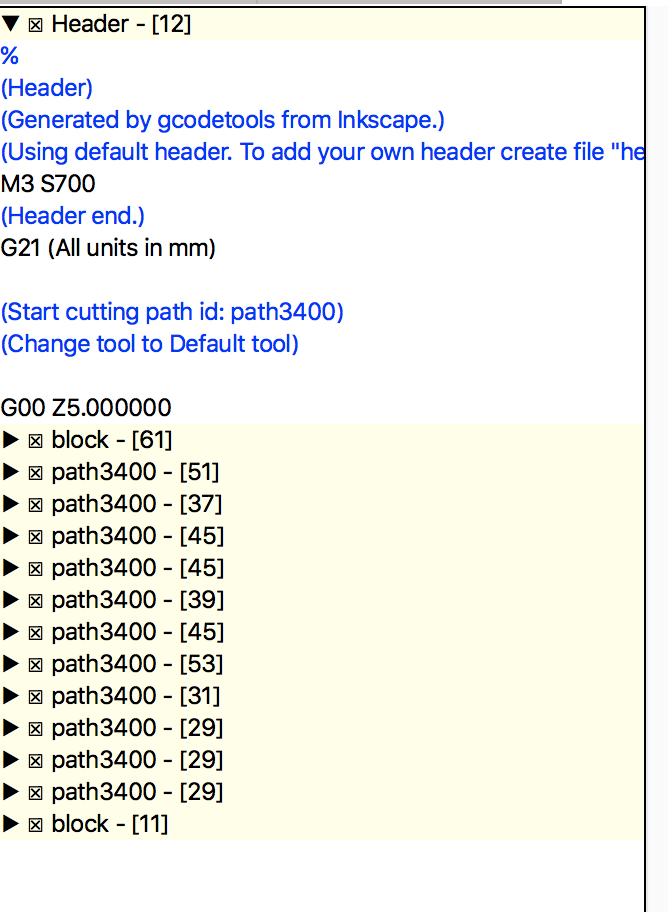 ▼ ☒ Header - [12]
%
(Header)
(Generated by gcodetools from Inkscape.)
(Using default header. To add your own header create file "he
M3 S700
(Header end.)
G21 (All units in mm)
(Start cutting path id: path3400)
(Change tool to Default tool)
G00 Z5.000000
▶ ☒ block - [61]
▶ ☒ path3400 - [51]
▶ ☒ path3400 - [37]
▶ ☒ path3400 - [45]
▶ ☒ path3400 - [45]
▶ ☒ path3400 - [39]
▶ ☒ path3400 - [45]
▶ ☒ path3400 - [53]
▶ ☒ path3400 - [31]
▶ ☒ path3400 - [29]
▶ ☒ path3400 - [29]
▶ ☒ path3400 - [29]
▶ ☒ block - [11]